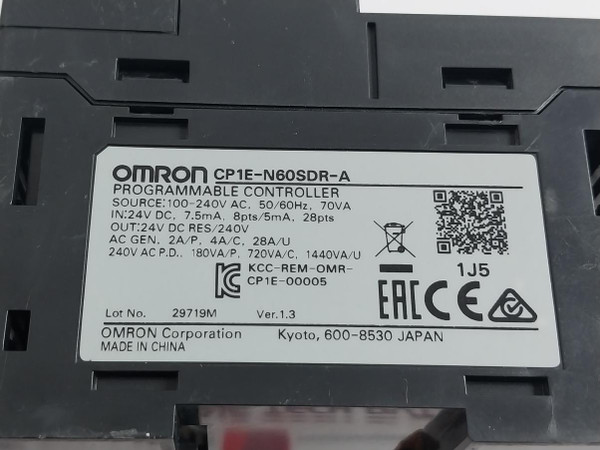 OMRON CP1E-N60SDR-A
PROGRAMMABLE CONTROLLER
SOURCE:100-240V AC, 50/60Hz, 70VA
IN:24V DC, 7.5mA, 8pts/5mA, 28pts
OUT:24V DC RES/240V
AC GEN. 2A/P, 4A/C, 28A/U
240V AC P.D., 180VA/P, 720VA/C, 1440VA/U
KCC-REM-OMR-
CP1E-00005
1J5
EAC CE
Lot No. 29719M Ver.1.3
OMRON Corporation Kyoto, 600-8530 JAPAN
MADE IN CHINA